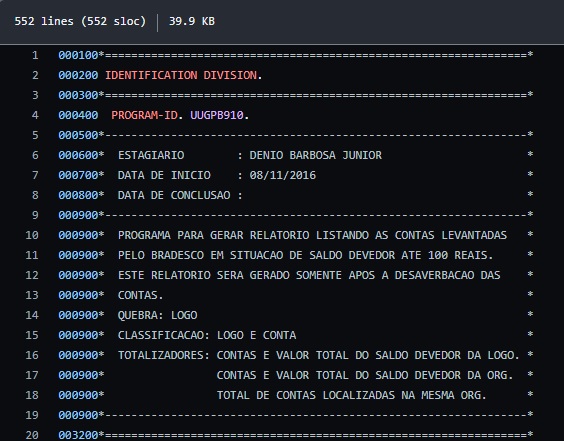 552 lines (552 sloc) | 39.9 KB
1 000100*================================================================*
2 000200 IDENTIFICATION DIVISION.
3 000300*================================================================*
4 000400  PROGRAM-ID. UUGPB910.
5 000500*----------------------------------------------------------------*
6 000600*  ESTAGIARIO        : DENIO BARBOSA JUNIOR                      *
7 000700*  DATA DE INICIO    : 08/11/2016                                *
8 000800*  DATA DE CONCLUSAO :                                           *
9 000900*----------------------------------------------------------------*
10 000900*  PROGRAMA PARA GERAR RELATORIO LISTANDO AS CONTAS LEVANTADAS   *
11 000900*  PELO BRADESCO EM SITUACAO DE SALDO DEVEDOR ATE 100 REAIS.     *
12 000900*  ESTE RELATORIO SERA GERADO SOMENTE APOS A DESAVERBACAO DAS    *
13 000900*  CONTAS.                                                       *
14 000900*  QUEBRA: LOGO                                                  *
15 000900*  CLASSIFICACAO: LOGO E CONTA                                   *
16 000900*  TOTALIZADORES: CONTAS E VALOR TOTAL DO SALDO DEVEDOR DA LOGO. *
17 000900*                 CONTAS E VALOR TOTAL DO SALDO DEVEDOR DA ORG.  *
18 000900*                 TOTAL DE CONTAS LOCALIZADAS NA MESMA ORG.      *
19 000900*----------------------------------------------------------------*
20 003200*================================================================*